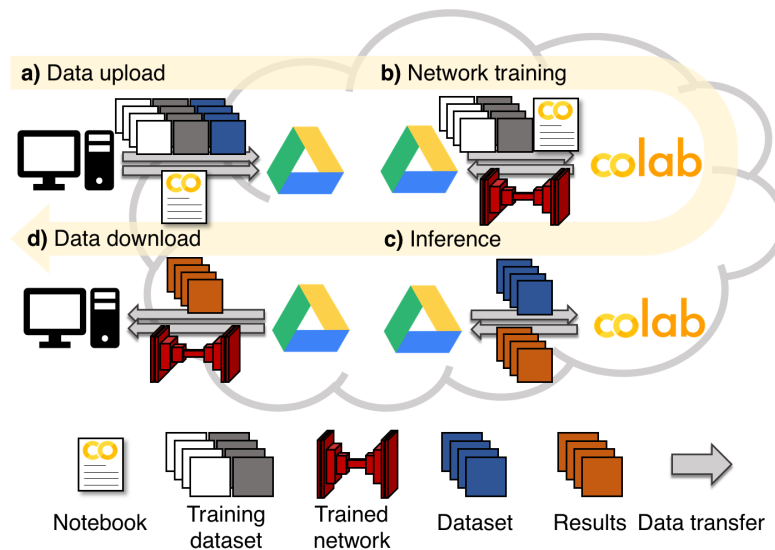 a) Data upload
b) Network training
CO
CO
colab
d) Data download
c) Inference
colab
CO
Notebook
Training
dataset
Trained
network
Dataset
Results
Data transfer